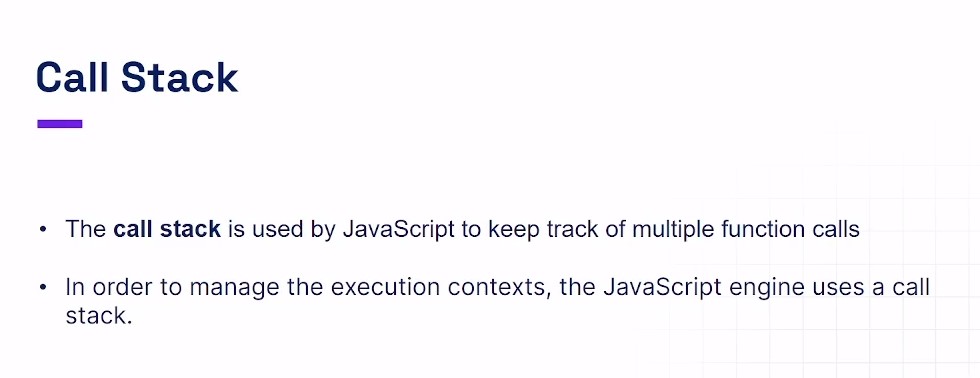 Call Stack
• The call stack is used by JavaScript to keep track of multiple function calls
• In order to manage the execution contexts, the JavaScript engine uses a call
stack.